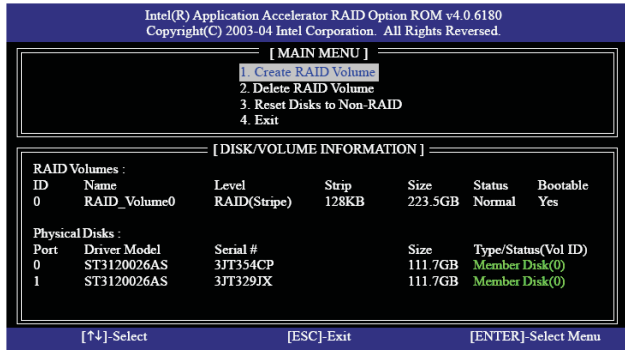 Intel(R) Application Accelerator RAID Option ROM v4.0.6180
Copyright(C) 2003-04 Intel Corporation. All Rights Reversed.
[ MAIN MENU ]
1. Create RAID Volume
2. Delete RAID Volume
3. Reset Disks to Non-RAID
4. Exit
[ DISK/VOLUME INFORMATION ]
RAID Volumes :
ID Name Level Strip Size Status Bootable
0 RAID_Volume0 RAID(Stripe) 128KB 223.5GB Normal Yes
Physical Disks :
Port Driver Model Serial # Size Type/Status(Vol ID)
0 ST3120026AS 3JT354CP 111.7GB Member Disk(0)
1 ST3120026AS 3JT329JX 111.7GB Member Disk(0)
[↑↓]-Select [ESC]-Exit [ENTER]-Select Menu